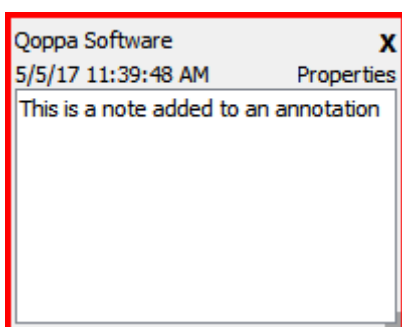 Qoppa Software X
5/5/17 11:39:48 AM Properties
This is a note added to an annotation